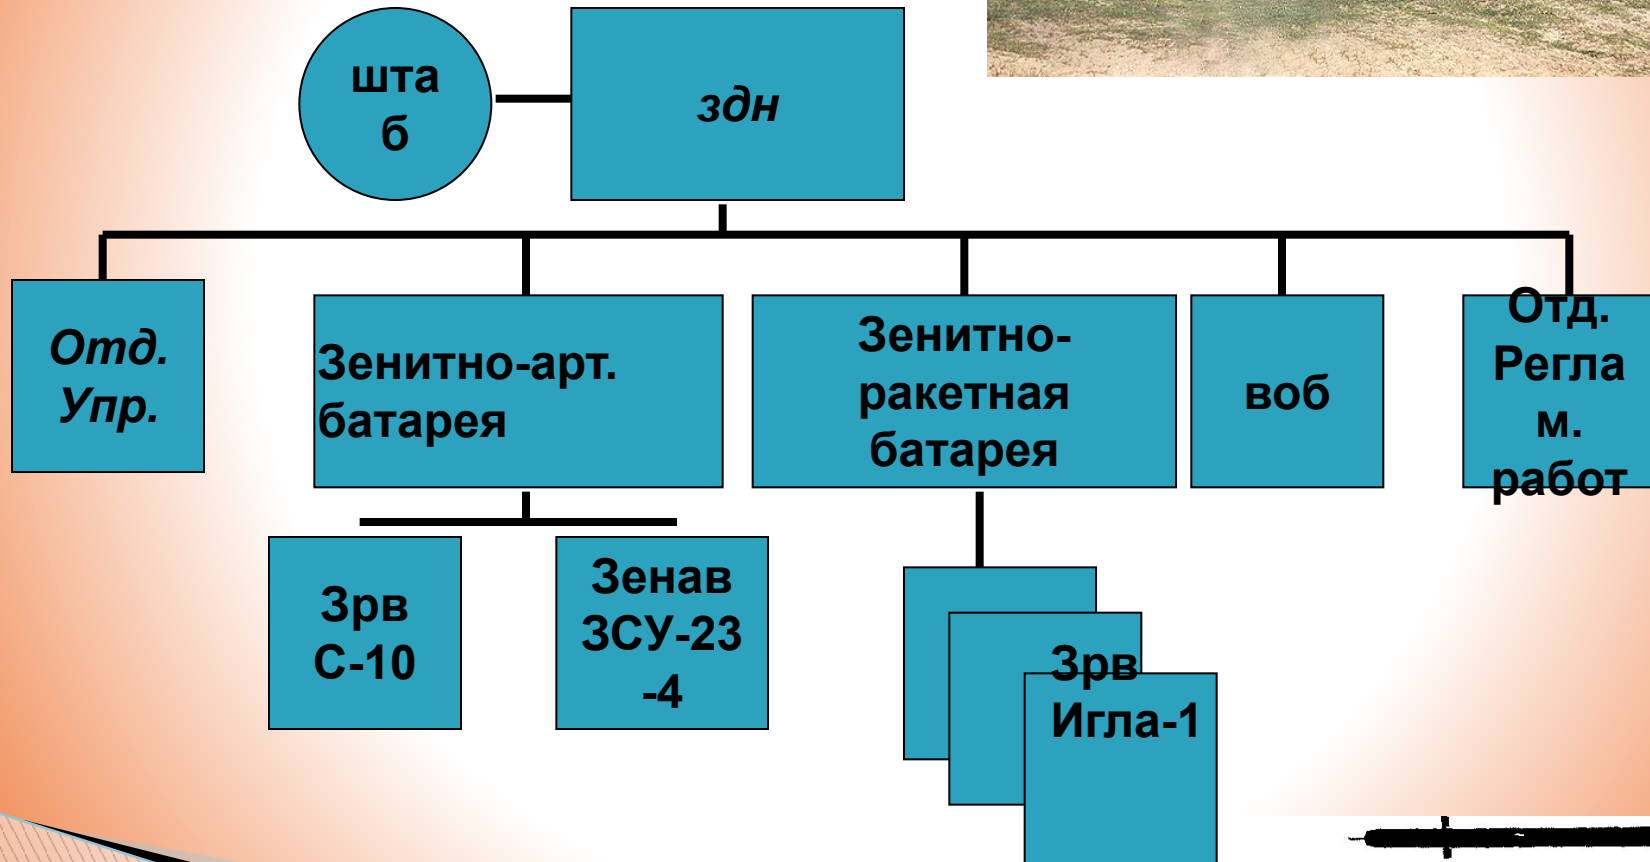 шта
б
здн
Отд.
Упр.
Зенитно-арт.
батарея
Зенитно-
ракетная
батарея
воб
Отд.
Регла
м.
работ
Зрв
С-10
Зенав
ЗСУ-23
-4
Зрв
Игла-1